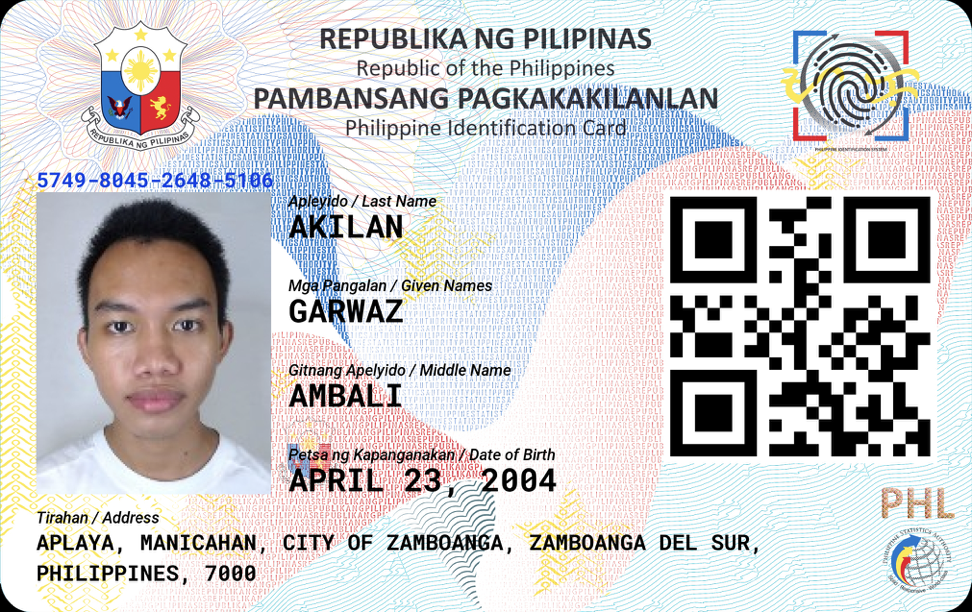 REPUBLIKA NG PILIPINAS
Republic of the Philippines
PAMBANSANG PAGKAKAKILANLAN
Philippine Identification Card
REPUBLIKA NG PILIPINAS
PHILIPPINE IDENTIFICATION SYSTEM
5749-8045-2648-5106
Apleyido / Last Name
AKILAN
Mga Pangalan / Given Names
GARWAZ
Gitnang Apelyido / Middle Name
AMBALI
Petsa ng Kapanganakan / Date of Birth
APRIL 23, 2004
PHL
Tirahan / Address
APLAYA, MANICAHAN, CITY OF ZAMBOANGA, ZAMBOANGA DEL SUR,
PHILIPPINES, 7000
PHILIPPINE STATISTICS AUTHORITY